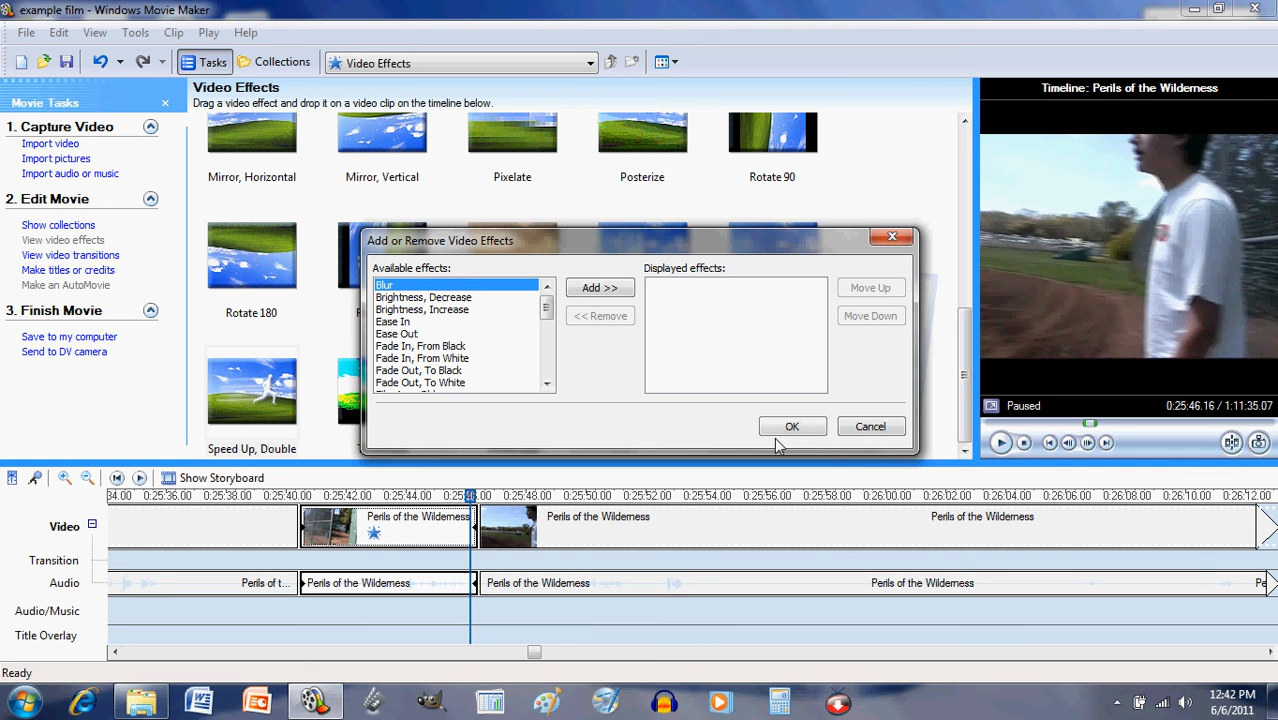 example film - Windows Movie Maker
File Edit View Tools Clip Play Help
Tasks Collections Video Effects
Movie Tasks
1. Capture Video
Import video
Import pictures
Import audio or music
2. Edit Movie
Show collections
View video effects
View video transitions
Make titles or credits
Make an AutoMovie
3. Finish Movie
Save to my computer
Send to DV camera
Video Effects
Drag a video effect and drop it on a video clip on the timeline below.
Mirror, Horizontal Mirror, Vertical Pixelate Posterize Rotate 90
Rotate 180
Speed Up, Double
Add or Remove Video Effects
Available effects:
Blur
Brightness, Decrease
Brightness, Increase
Ease In
Ease Out
Fade In, From Black
Fade In, From White
Fade Out, To Black
Fade Out, To White
Add >>
<< Remove
Displayed effects:
Move Up
Move Down
OK Cancel
Timeline: Perils of the Wilderness
Paused 0:25:46.16 / 1:11:35.07
Show Storyboard
34.00 0:25:36.00 0:25:38.00 0:25:40.00 0:25:42.00 0:25:44.00 0:25:46.00 0:25:48.00 0:25:50.00 0:25:52.00 0:25:54.00 0:25:56.00 0:25:58.00 0:26:00.00 0:26:02.00 0:26:04.00 0:26:06.00 0:26:08.00 0:26:10.00 0:26:12.00
Video Perils of the Wilderness Perils of the Wilderness Perils of the Wilderness
Transition
Audio Perils of t... Perils of the Wilderness Perils of the Wilderness Perils of the Wilderness Pe
Audio/Music
Title Overlay
Ready
12:42 PM
6/6/2011